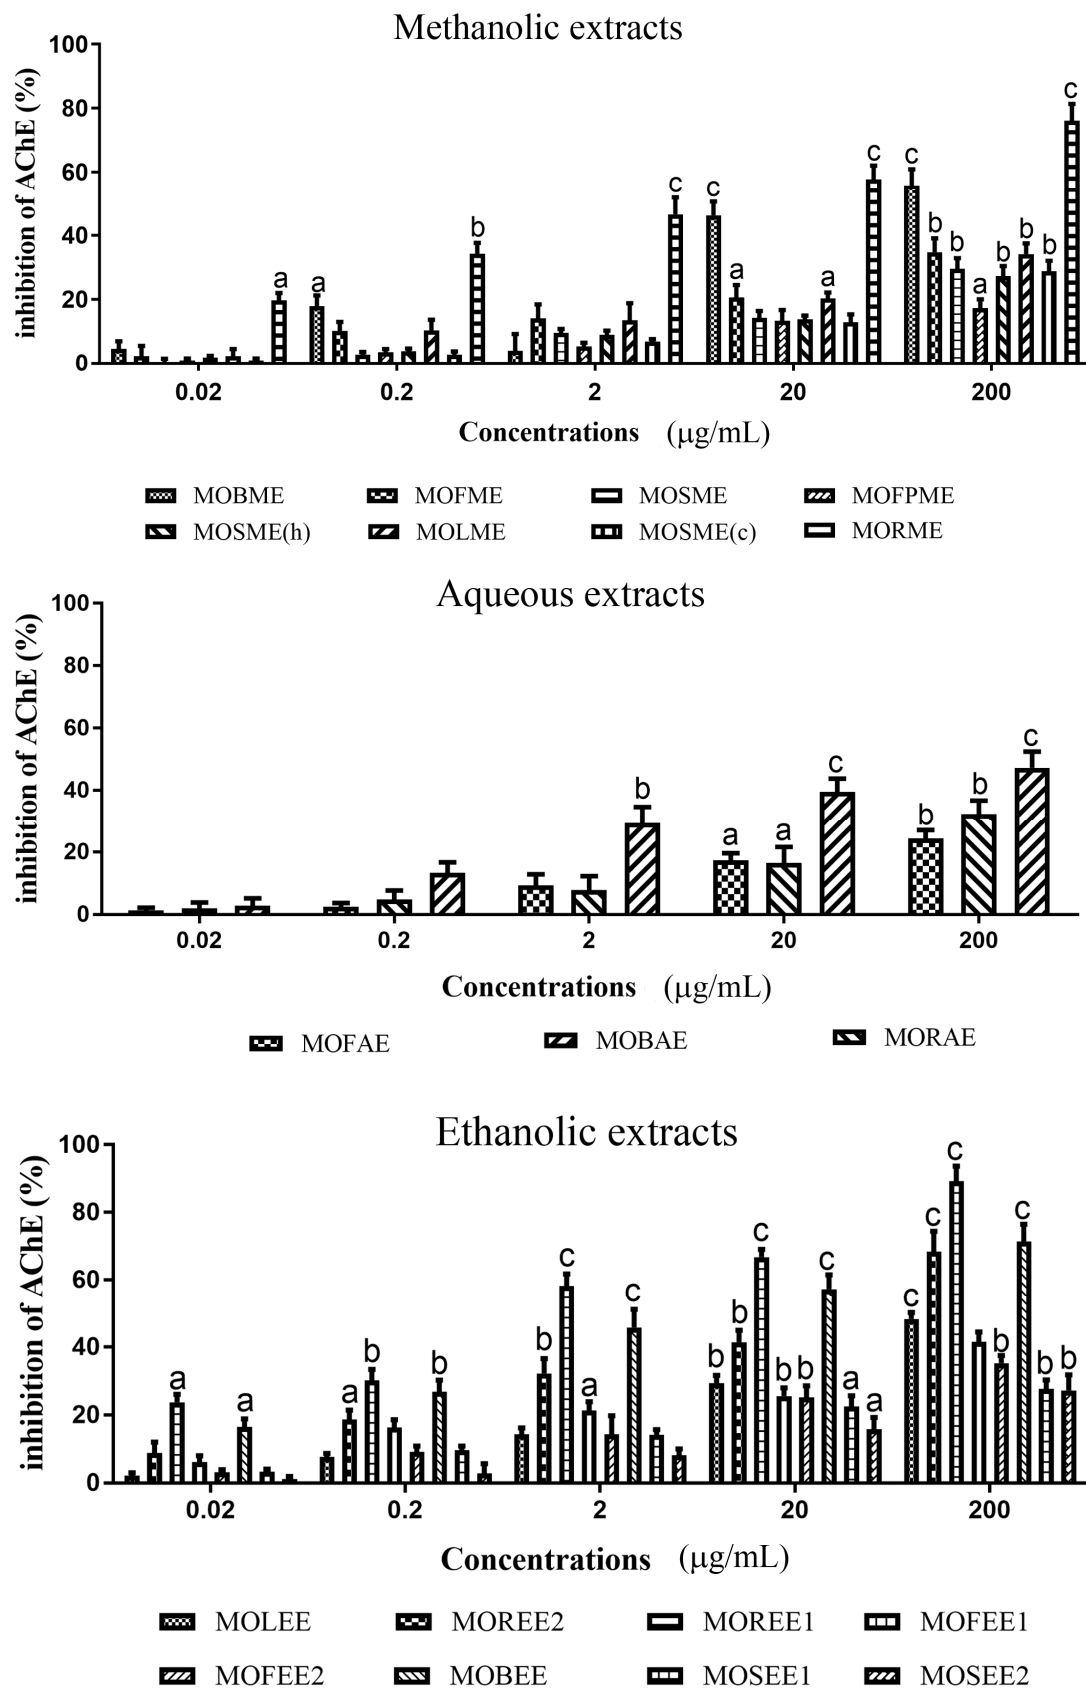 Methanolic extracts
inhibition of AChE (%)
100
80
60
40
20
0
a a b c c a a c c b b a b b b c
0.02 0.2 2 20 200
Concentrations (μg/mL)
MOBME MOFME MOSME MOFPME
MOSME(h) MOLME MOSME(c) MORME
Aqueous extracts
inhibition of AChE (%)
100
80
60
40
20
0
b a a c b b c
0.02 0.2 2 20 200
Concentrations (μg/mL)
MOFAE MOBAE MORAE
Ethanolic extracts
inhibition of AChE (%)
100
80
60
40
20
0
a a a b b b c a c b b c b b c a a c c c b c b b
0.02 0.2 2 20 200
Concentrations (μg/mL)
MOLEE MOREE2 MOREE1 MOFEE1
MOFEE2 MOBEE MOSEE1 MOSEE2